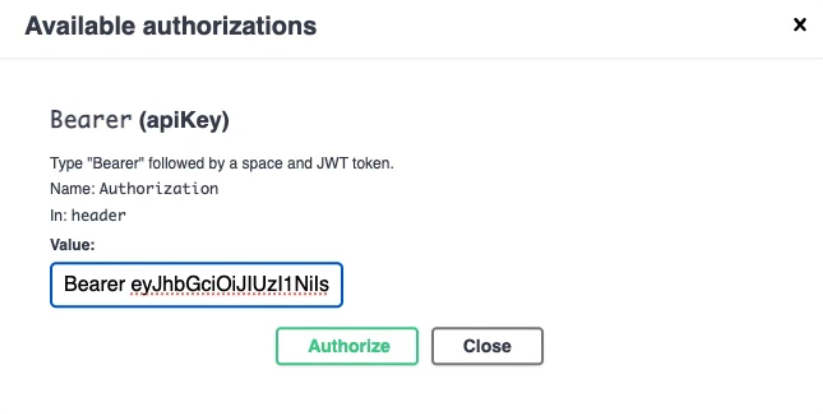 Available authorizations
×
Bearer (apiKey)
Type "Bearer" followed by a space and JWT token.
Name: Authorization
In: header
Value:
Bearer eyJhbGciOiJIUzI1NiIs
Authorize
Close